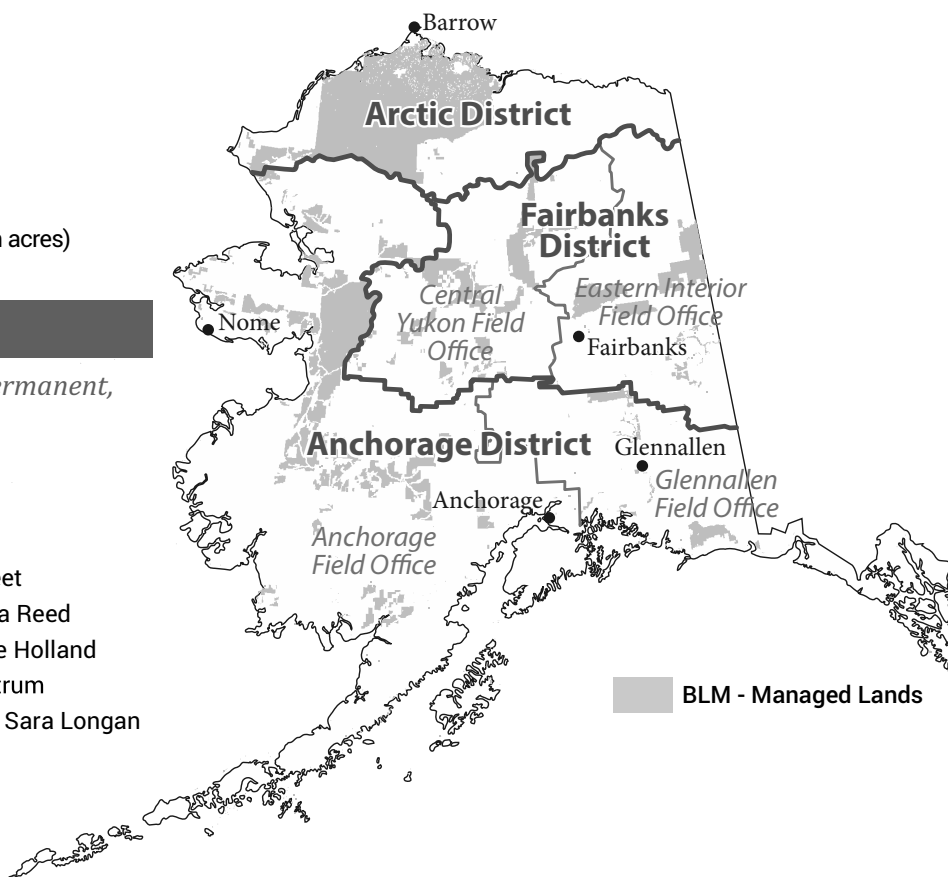 Barrow
Arctic District
n acres)
Fairbanks
District
Eastern Interior
Field Office
Central
Yukon Field
Office
Nome
Fairbanks
ermanent,
Anchorage District
Glennallen
Glennallen
Field Office
Anchorage
Anchorage
Field Office
eet
a Reed
e Holland
trum
Sara Longan
BLM - Managed Lands